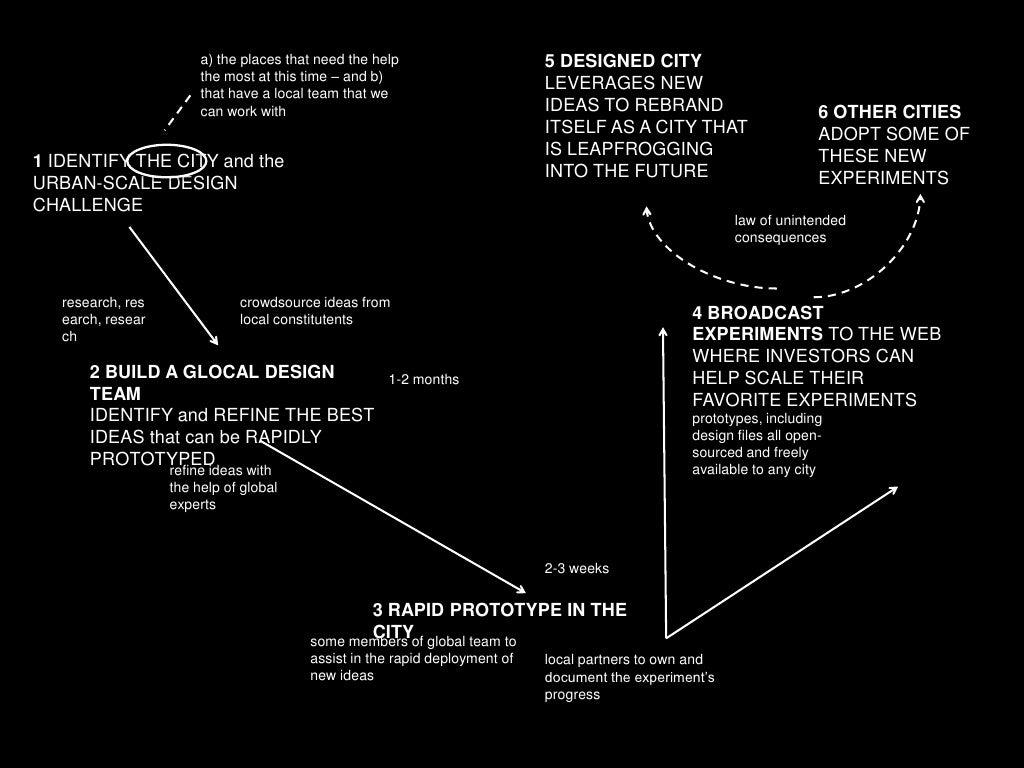 a) the places that need the help
the most at this time – and b)
that have a local team that we
can work with
1 IDENTIFY THE CITY and the
URBAN-SCALE DESIGN
CHALLENGE
research, res
earch, resear
ch
crowdsource ideas from
local constitutents
2 BUILD A GLOCAL DESIGN
TEAM
IDENTIFY and REFINE THE BEST
IDEAS that can be RAPIDLY
PROTOTYPED
1-2 months
refine ideas with
the help of global
experts
2-3 weeks
3 RAPID PROTOTYPE IN THE
CITY
some members of global team to
assist in the rapid deployment of
new ideas
local partners to own and
document the experiment's
progress
4 BROADCAST
EXPERIMENTS TO THE WEB
WHERE INVESTORS CAN
HELP SCALE THEIR
FAVORITE EXPERIMENTS
prototypes, including
design files all open-
sourced and freely
available to any city
law of unintended
consequences
5 DESIGNED CITY
LEVERAGES NEW
IDEAS TO REBRAND
ITSELF AS A CITY THAT
IS LEAPFROGGING
INTO THE FUTURE
6 OTHER CITIES
ADOPT SOME OF
THESE NEW
EXPERIMENTS